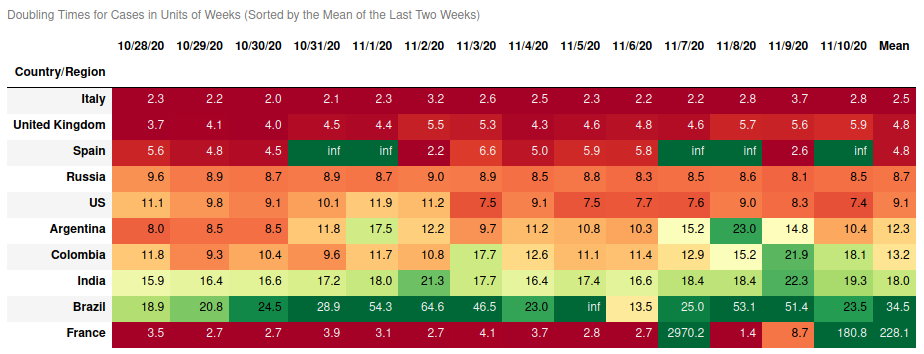 Doubling Times for Cases in Units of Weeks (Sorted by the Mean of the Last Two Weeks)
10/28/20 10/29/20 10/30/20 10/31/20 11/1/20 11/2/20 11/3/20 11/4/20 11/5/20 11/6/20 11/7/20 11/8/20 11/9/20 11/10/20 Mean
Country/Region
Italy 2.3 2.2 2.0 2.1 2.3 3.2 2.6 2.5 2.3 2.2 2.2 2.8 3.7 2.8 2.5
United Kingdom 3.7 4.1 4.0 4.5 4.4 5.5 5.3 4.3 4.6 4.8 4.6 5.7 5.6 5.9 4.8
Spain 5.6 4.8 4.5 inf inf 2.2 6.6 5.0 5.9 5.8 inf inf 2.6 inf 4.8
Russia 9.6 8.9 8.7 8.9 8.7 9.0 8.9 8.5 8.8 8.3 8.5 8.6 8.1 8.5 8.7
US 11.1 9.8 9.1 10.1 11.9 11.2 7.5 9.1 7.5 7.7 7.6 9.0 8.3 7.4 9.1
Argentina 8.0 8.5 8.5 11.8 17.5 12.2 9.7 11.2 10.8 10.3 15.2 23.0 14.8 10.4 12.3
Colombia 11.8 9.3 10.4 9.6 11.7 10.8 17.7 12.6 11.1 11.4 12.9 15.2 21.9 18.1 13.2
India 15.9 16.4 16.6 17.2 18.0 21.3 17.7 16.4 17.4 16.6 18.4 18.4 22.3 19.3 18.0
Brazil 18.9 20.8 24.5 28.9 54.3 64.6 46.5 23.0 inf 13.5 25.0 53.1 51.4 23.5 34.5
France 3.5 2.7 2.7 3.9 3.1 2.7 4.1 3.7 2.8 2.7 2970.2 1.4 8.7 180.8 228.1